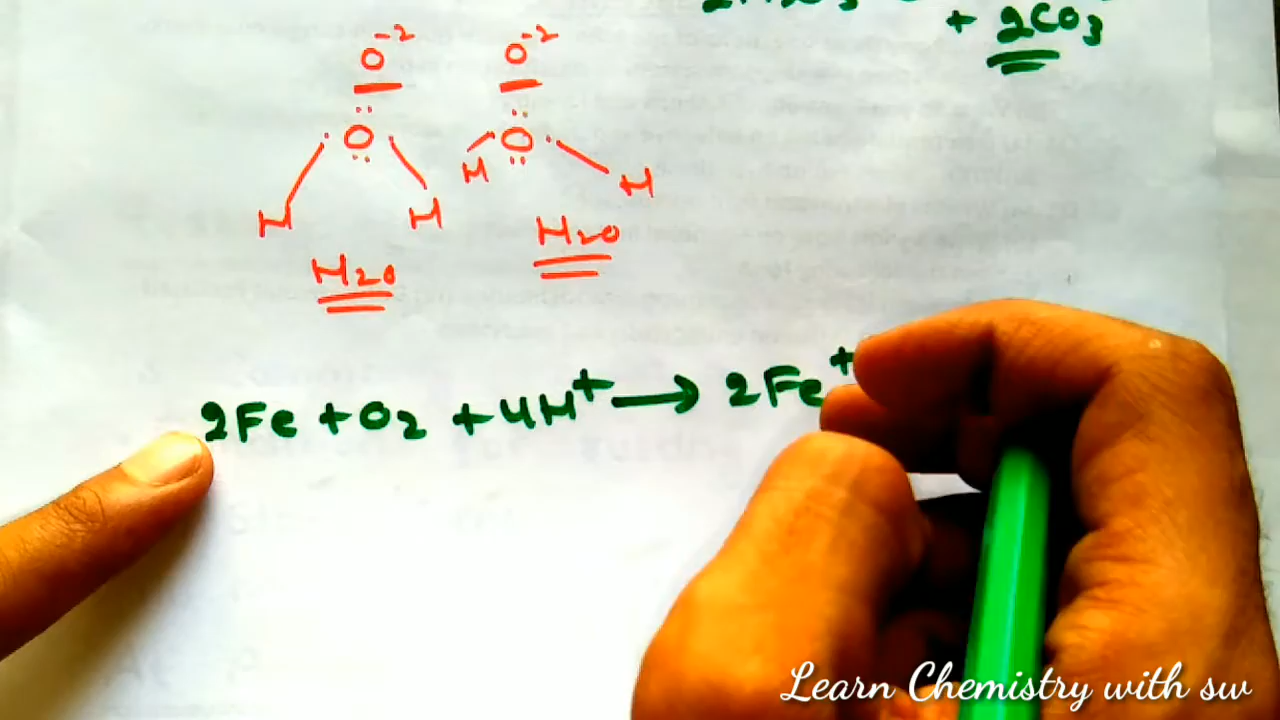 + 2CO3
O-2 O-2
O O
H H H H
H2O H2O
2Fe + O2 + 4H+ → 2Fe+
Learn Chemistry with sw